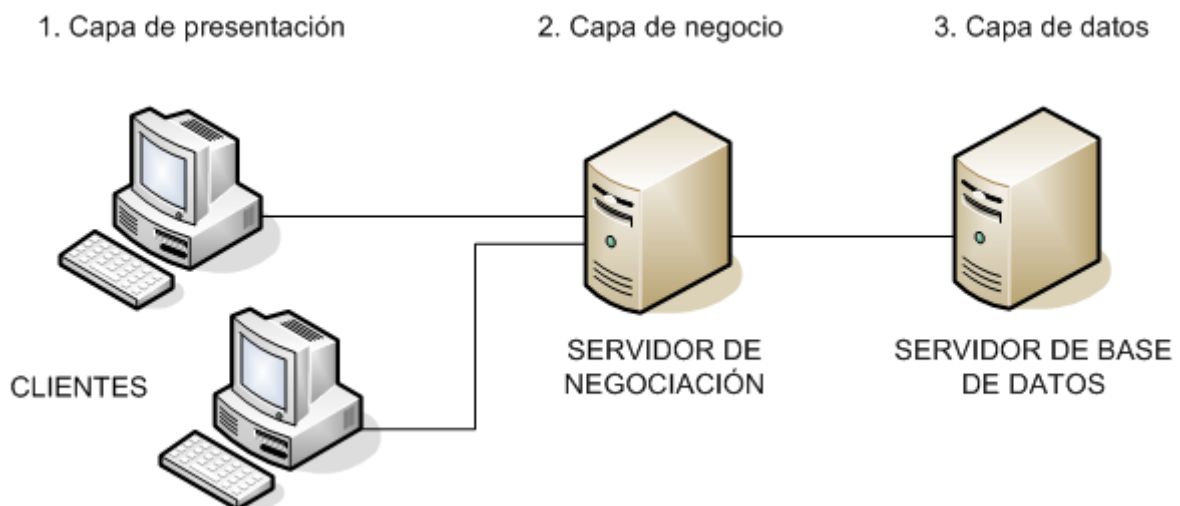 1. Capa de presentación
2. Capa de negocio
3. Capa de datos
CLIENTES
SERVIDOR DE
NEGOCIACIÓN
SERVIDOR DE BASE
DE DATOS